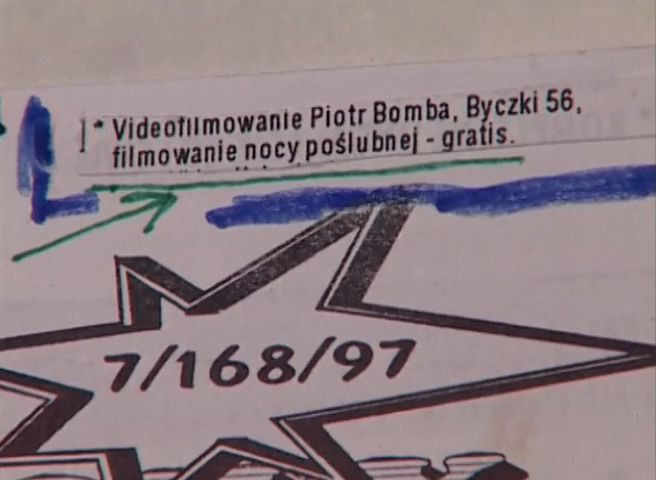 * Videofilmowanie Piotr Bomba, Byczki 56,
filmowanie nocy poślubnej - gratis.
7/168/97